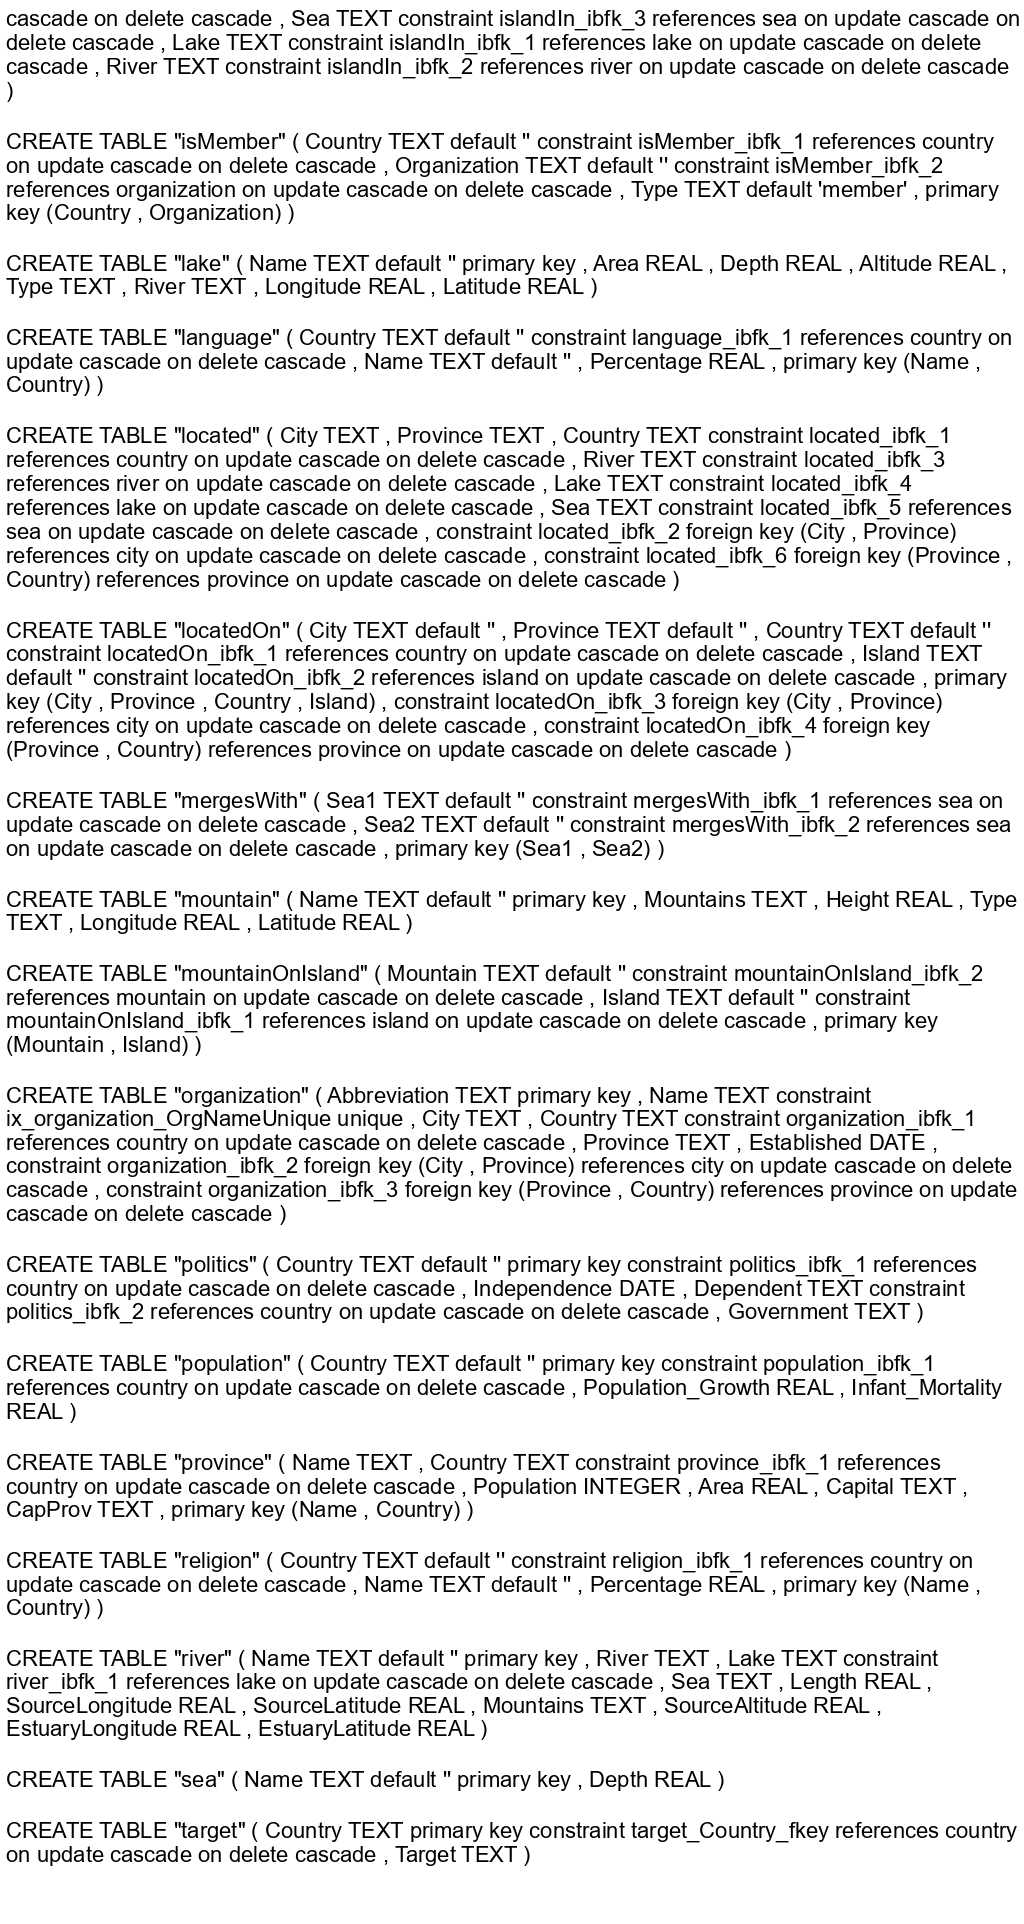 cascade on delete cascade , Sea TEXT constraint islandIn_ibfk_3 references sea on update cascade on
delete cascade , Lake TEXT constraint islandIn_ibfk_1 references lake on update cascade on delete
cascade , River TEXT constraint islandIn_ibfk_2 references river on update cascade on delete cascade
)
CREATE TABLE "isMember" ( Country TEXT default '' constraint isMember_ibfk_1 references country
on update cascade on delete cascade , Organization TEXT default '' constraint isMember_ibfk_2
references organization on update cascade on delete cascade , Type TEXT default 'member' , primary
key (Country , Organization) )
CREATE TABLE "lake" ( Name TEXT default '' primary key , Area REAL , Depth REAL , Altitude REAL ,
Type TEXT , River TEXT , Longitude REAL , Latitude REAL )
CREATE TABLE "language" ( Country TEXT default '' constraint language_ibfk_1 references country on
update cascade on delete cascade , Name TEXT default '' , Percentage REAL , primary key (Name ,
Country) )
CREATE TABLE "located" ( City TEXT , Province TEXT , Country TEXT constraint located_ibfk_1
references country on update cascade on delete cascade , River TEXT constraint located_ibfk_3
references river on update cascade on delete cascade , Lake TEXT constraint located_ibfk_4
references lake on update cascade on delete cascade , Sea TEXT constraint located_ibfk_5 references
sea on update cascade on delete cascade , constraint located_ibfk_2 foreign key (City , Province)
references city on update cascade on delete cascade , constraint located_ibfk_6 foreign key (Province ,
Country) references province on update cascade on delete cascade )
CREATE TABLE "locatedOn" ( City TEXT default '' , Province TEXT default '' , Country TEXT default ''
constraint locatedOn_ibfk_1 references country on update cascade on delete cascade , Island TEXT
default '' constraint locatedOn_ibfk_2 references island on update cascade on delete cascade , primary
key (City , Province , Country , Island) , constraint locatedOn_ibfk_3 foreign key (City , Province)
references city on update cascade on delete cascade , constraint locatedOn_ibfk_4 foreign key
(Province , Country) references province on update cascade on delete cascade )
CREATE TABLE "mergesWith" ( Sea1 TEXT default '' constraint mergesWith_ibfk_1 references sea on
update cascade on delete cascade , Sea2 TEXT default '' constraint mergesWith_ibfk_2 references sea
on update cascade on delete cascade , primary key (Sea1 , Sea2) )
CREATE TABLE "mountain" ( Name TEXT default '' primary key , Mountains TEXT , Height REAL , Type
TEXT , Longitude REAL , Latitude REAL )
CREATE TABLE "mountainOnIsland" ( Mountain TEXT default '' constraint mountainOnIsland_ibfk_2
references mountain on update cascade on delete cascade , Island TEXT default '' constraint
mountainOnIsland_ibfk_1 references island on update cascade on delete cascade , primary key
(Mountain , Island) )
CREATE TABLE "organization" ( Abbreviation TEXT primary key , Name TEXT constraint
ix_organization_OrgNameUnique unique , City TEXT , Country TEXT constraint organization_ibfk_1
references country on update cascade on delete cascade , Province TEXT , Established DATE ,
constraint organization_ibfk_2 foreign key (City , Province) references city on update cascade on delete
cascade , constraint organization_ibfk_3 foreign key (Province , Country) references province on update
cascade on delete cascade )
CREATE TABLE "politics" ( Country TEXT default '' primary key constraint politics_ibfk_1 references
country on update cascade on delete cascade , Independence DATE , Dependent TEXT constraint
politics_ibfk_2 references country on update cascade on delete cascade , Government TEXT )
CREATE TABLE "population" ( Country TEXT default '' primary key constraint population_ibfk_1
references country on update cascade on delete cascade , Population_Growth REAL , Infant_Mortality
REAL )
CREATE TABLE "province" ( Name TEXT , Country TEXT constraint province_ibfk_1 references
country on update cascade on delete cascade , Population INTEGER , Area REAL , Capital TEXT ,
CapProv TEXT , primary key (Name , Country) )
CREATE TABLE "religion" ( Country TEXT default '' constraint religion_ibfk_1 references country on
update cascade on delete cascade , Name TEXT default '' , Percentage REAL , primary key (Name ,
Country) )
CREATE TABLE "river" ( Name TEXT default '' primary key , River TEXT , Lake TEXT constraint
river_ibfk_1 references lake on update cascade on delete cascade , Sea TEXT , Length REAL ,
SourceLongitude REAL , SourceLatitude REAL , Mountains TEXT , SourceAltitude REAL ,
EstuaryLongitude REAL , EstuaryLatitude REAL )
CREATE TABLE "sea" ( Name TEXT default '' primary key , Depth REAL )
CREATE TABLE "target" ( Country TEXT primary key constraint target_Country_fkey references country
on update cascade on delete cascade , Target TEXT )